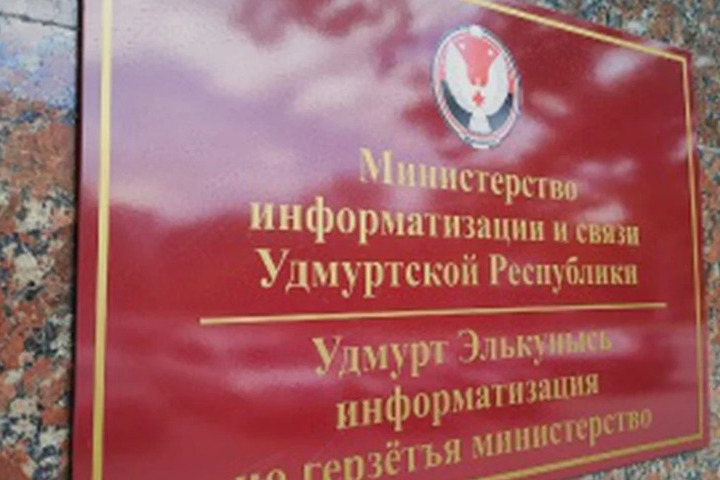 Министерство
информатизации и связи
Удмуртской Республики
Удмурт Элькунысь
информатизация
но герзётъя министерство